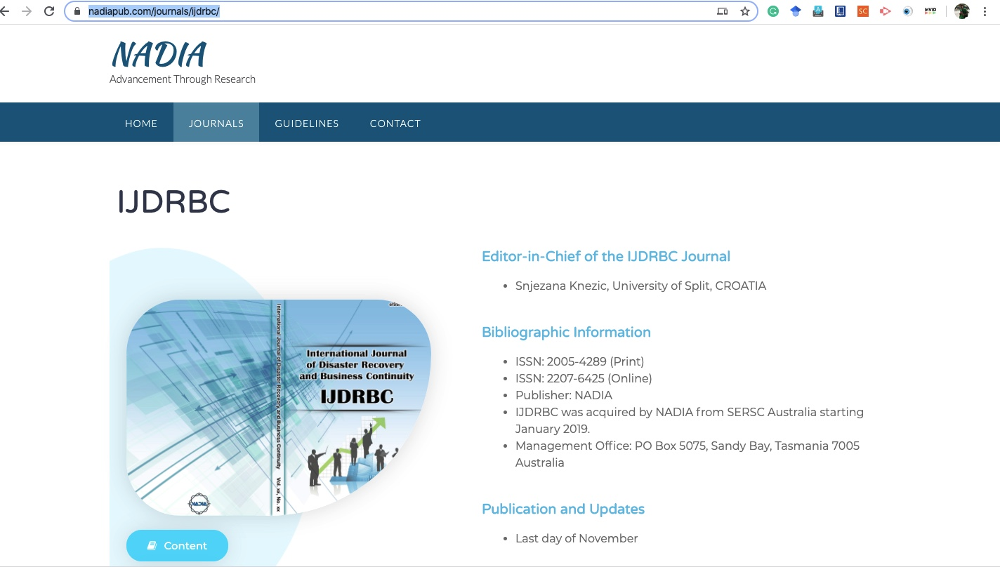 nadiapub.com/journals/ijdrbc/
SC
InVID
NADIA
Advancement Through Research
HOME
JOURNALS
GUIDELINES
CONTACT
IJDRBC
International Journal of Disaster Recovery and Business Continuity Vol. xx, No. xx
International Journal
of Disaster Recovery
and Business Continuity
IJDRBC
NADIA
Content
Editor-in-Chief of the IJDRBC Journal
• Snjezana Knezic, University of Split, CROATIA
Bibliographic Information
• ISSN: 2005-4289 (Print)
• ISSN: 2207-6425 (Online)
• Publisher: NADIA
• IJDRBC was acquired by NADIA from SERSC Australia starting
January 2019.
• Management Office: PO Box 5075, Sandy Bay, Tasmania 7005
Australia
Publication and Updates
• Last day of November